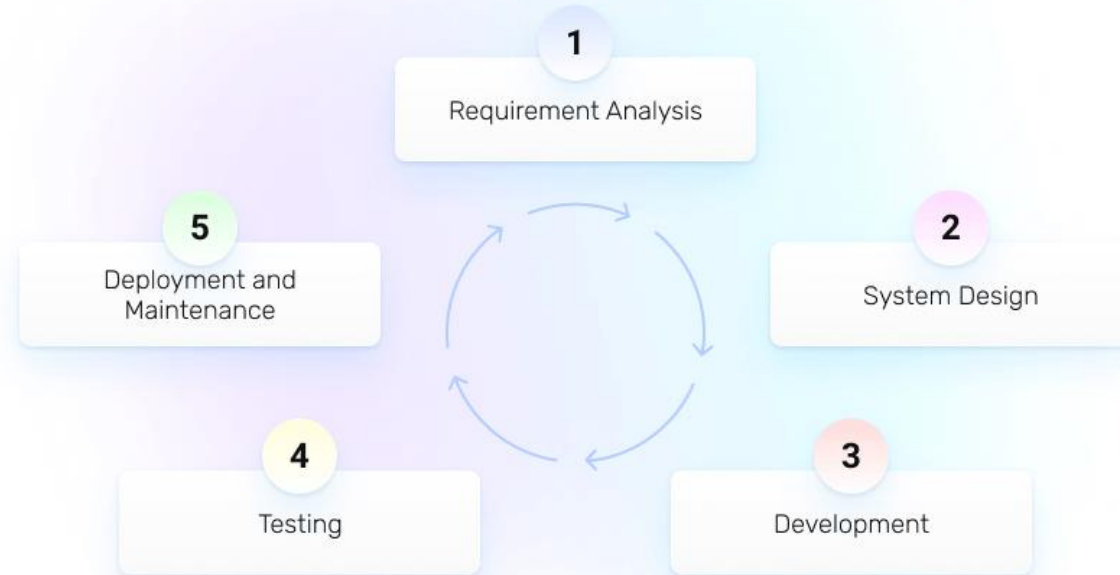 1
Requirement Analysis
2
System Design
3
Development
4
Testing
5
Deployment and
Maintenance